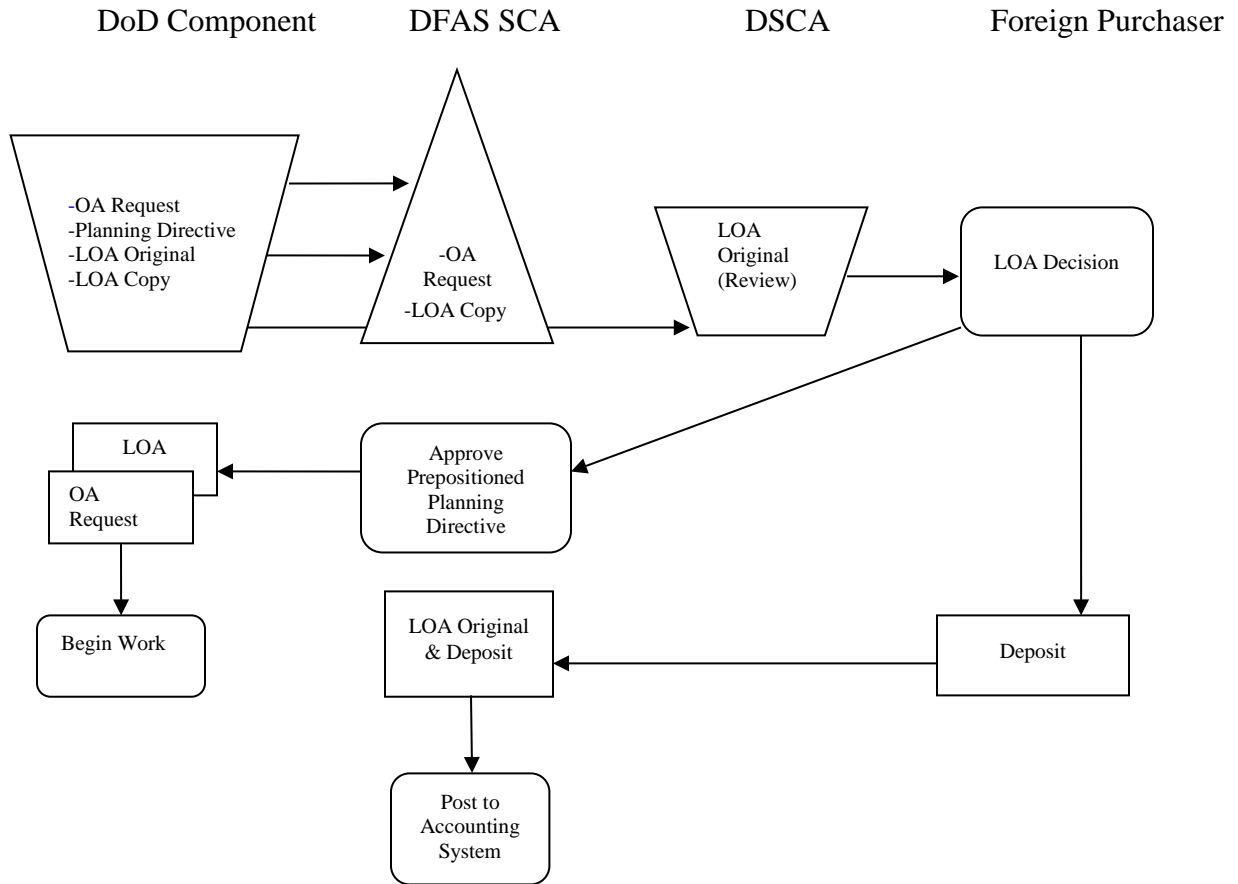 DoD Component
DFAS SCA
DSCA
Foreign Purchaser
-OA Request
-Planning Directive
-LOA Original
-LOA Copy
-OA
Request
-LOA Copy
LOA
Original
(Review)
LOA Decision
LOA
OA
Request
Approve
Prepositioned
Planning
Directive
Begin Work
LOA Original
& Deposit
Deposit
Post to
Accounting
System